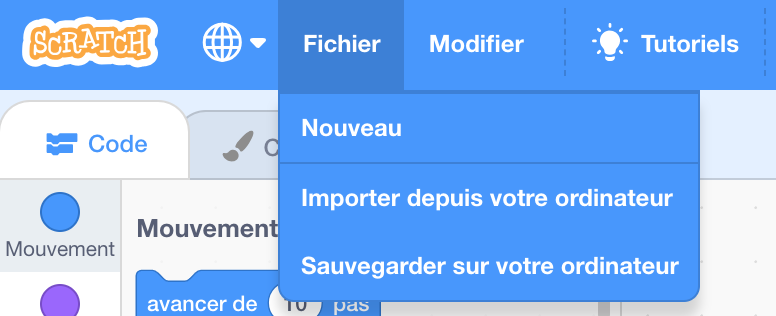 SCRATCH
Fichier
Modifier
Tutoriels
Nouveau
Importer depuis votre ordinateur
Sauvegarder sur votre ordinateur
Code
Mouvement
Mouvement
avancer de 10 pas